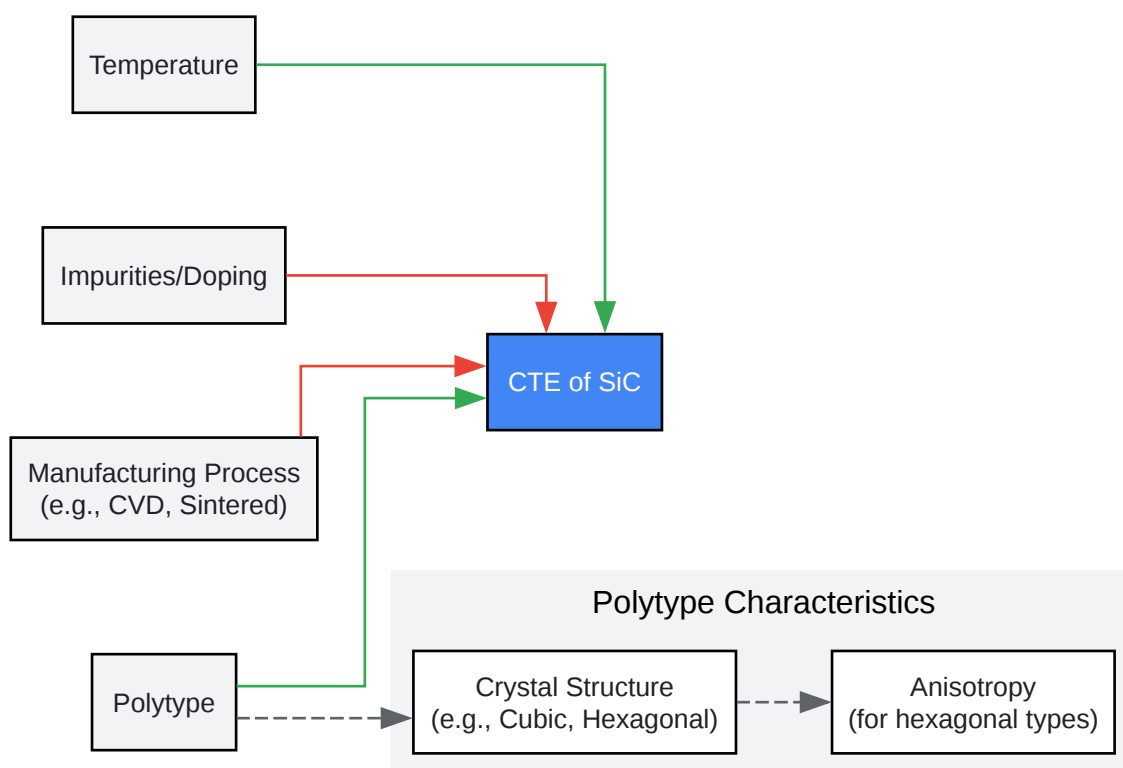 Temperature
Impurities/Doping
CTE of SiC
Manufacturing Process
(e.g., CVD, Sintered)
Polytype Characteristics
Polytype
Crystal Structure
(e.g., Cubic, Hexagonal)
Anisotropy
(for hexagonal types)